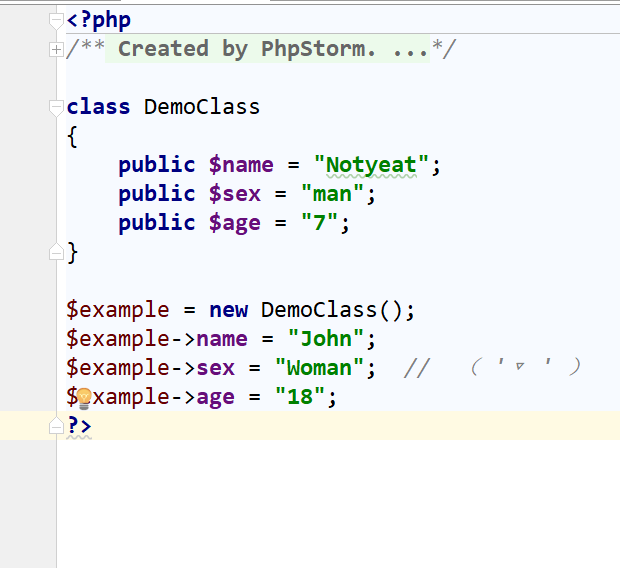 <?php
/** Created by PhpStorm. ...*/
class DemoClass
{
    public $name = "Notyeat";
    public $sex = "man";
    public $age = "7";
}
$example = new DemoClass();
$example->name = "John";
$example->sex = "Woman";  //  （ ' ▿ ' ）
$example->age = "18";
?>